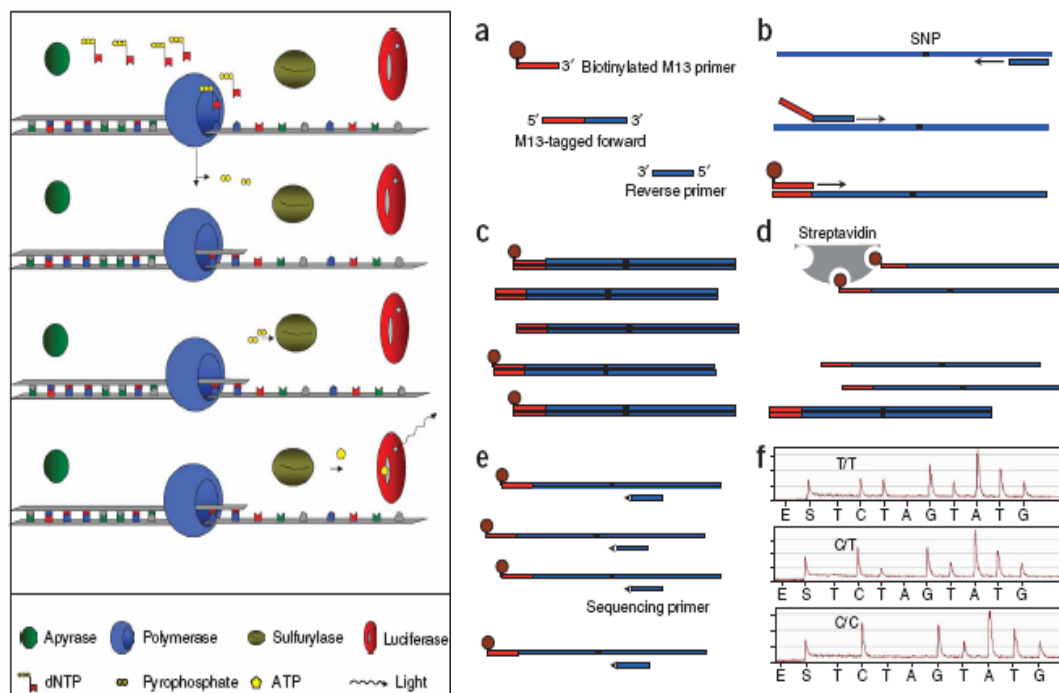 Apyrase Polymerase Sulfurylase Luciferase
dNTP Pyrophosphate ATP Light
a
3′ Biotinylated M13 primer
5′ 3′
M13-tagged forward
3′ 5′
Reverse primer
b
SNP
c
d
Streptavidin
e
Sequencing primer
f
T/T
E S T C T A G T A T G
C/T
E S T C T A G T A T G
C/C
E S T C T A G T A T G